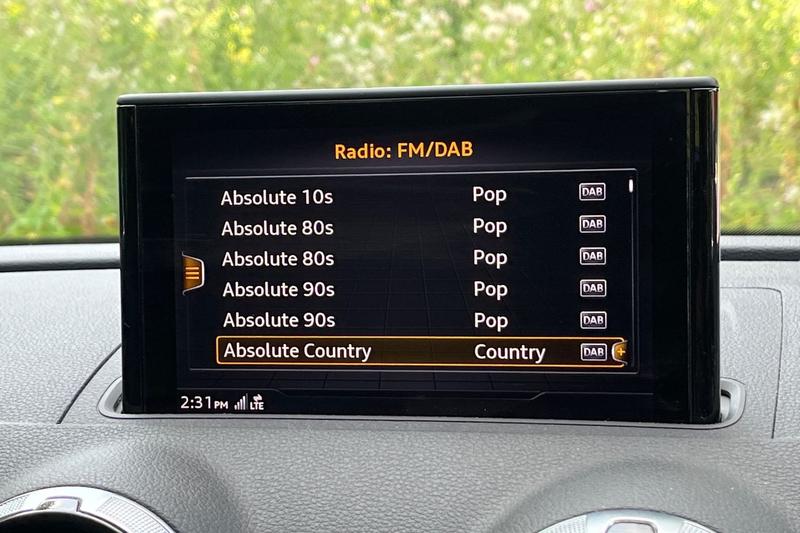 Radio: FM/DAB
Absolute 10s Pop DAB
Absolute 80s Pop DAB
Absolute 80s Pop DAB
Absolute 90s Pop DAB
Absolute 90s Pop DAB
Absolute Country Country DAB +
2:31PM LTE